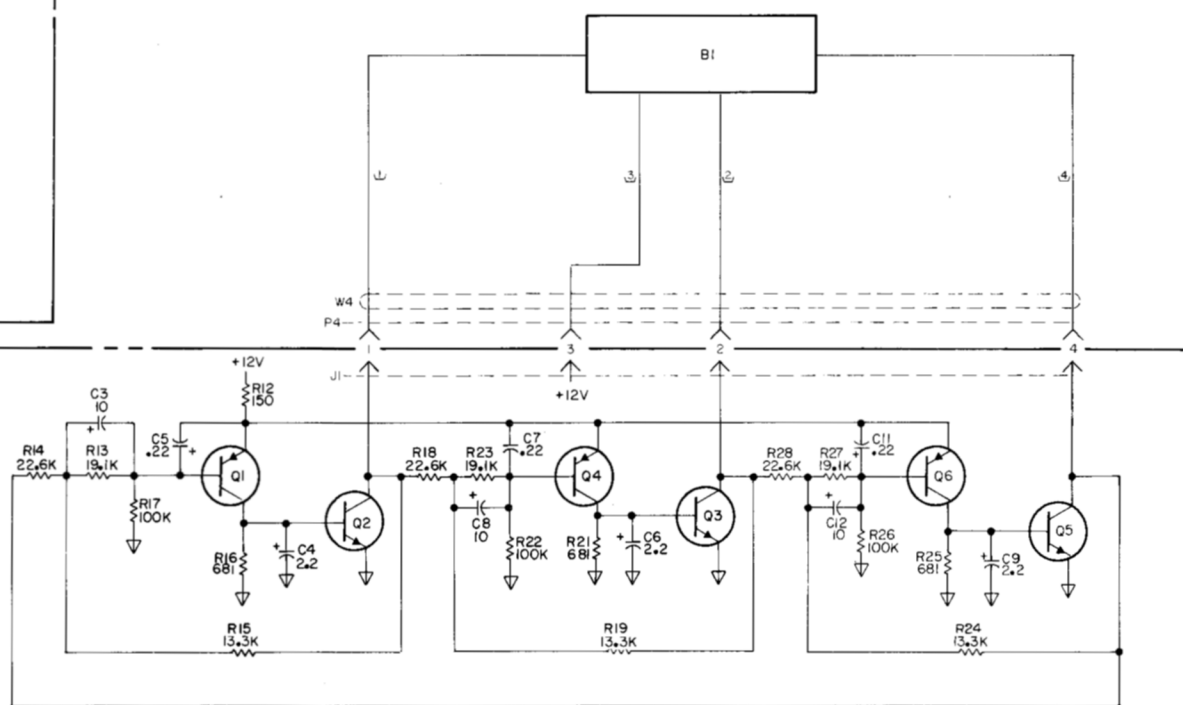 B1
1
3
2
4
W4
P4
1
3
2
4
J1
+12V
+12V
R12
150
C3
10
+
C5
.22
+
R14
22.6K
R13
19.1K
R17
100K
Q1
R16
681
+
C4
2.2
Q2
R15
13.3K
R18
22.6K
R23
19.1K
C7
.22
+
C8
10
R22
100K
Q4
R21
681
+
C6
2.2
Q3
R19
13.3K
R28
22.6K
R27
19.1K
C11
.22
+
+
C12
10
R26
100K
Q6
R25
681
+
C9
2.2
Q5
R24
13.3K